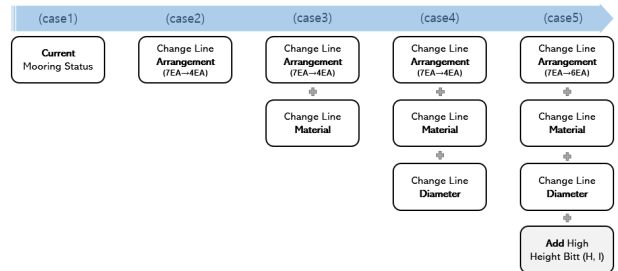 (case1) (case2) (case3) (case4) (case5)
Current
Mooring Status
Change Line
Arrangement
(7EA→4EA)
Change Line
Arrangement
(7EA→4EA)
Change Line
Material
Change Line
Arrangement
(7EA→4EA)
Change Line
Material
Change Line
Diameter
Change Line
Arrangement
(7EA→6EA)
Change Line
Material
Change Line
Diameter
Add High
Height Bitt (H, I)